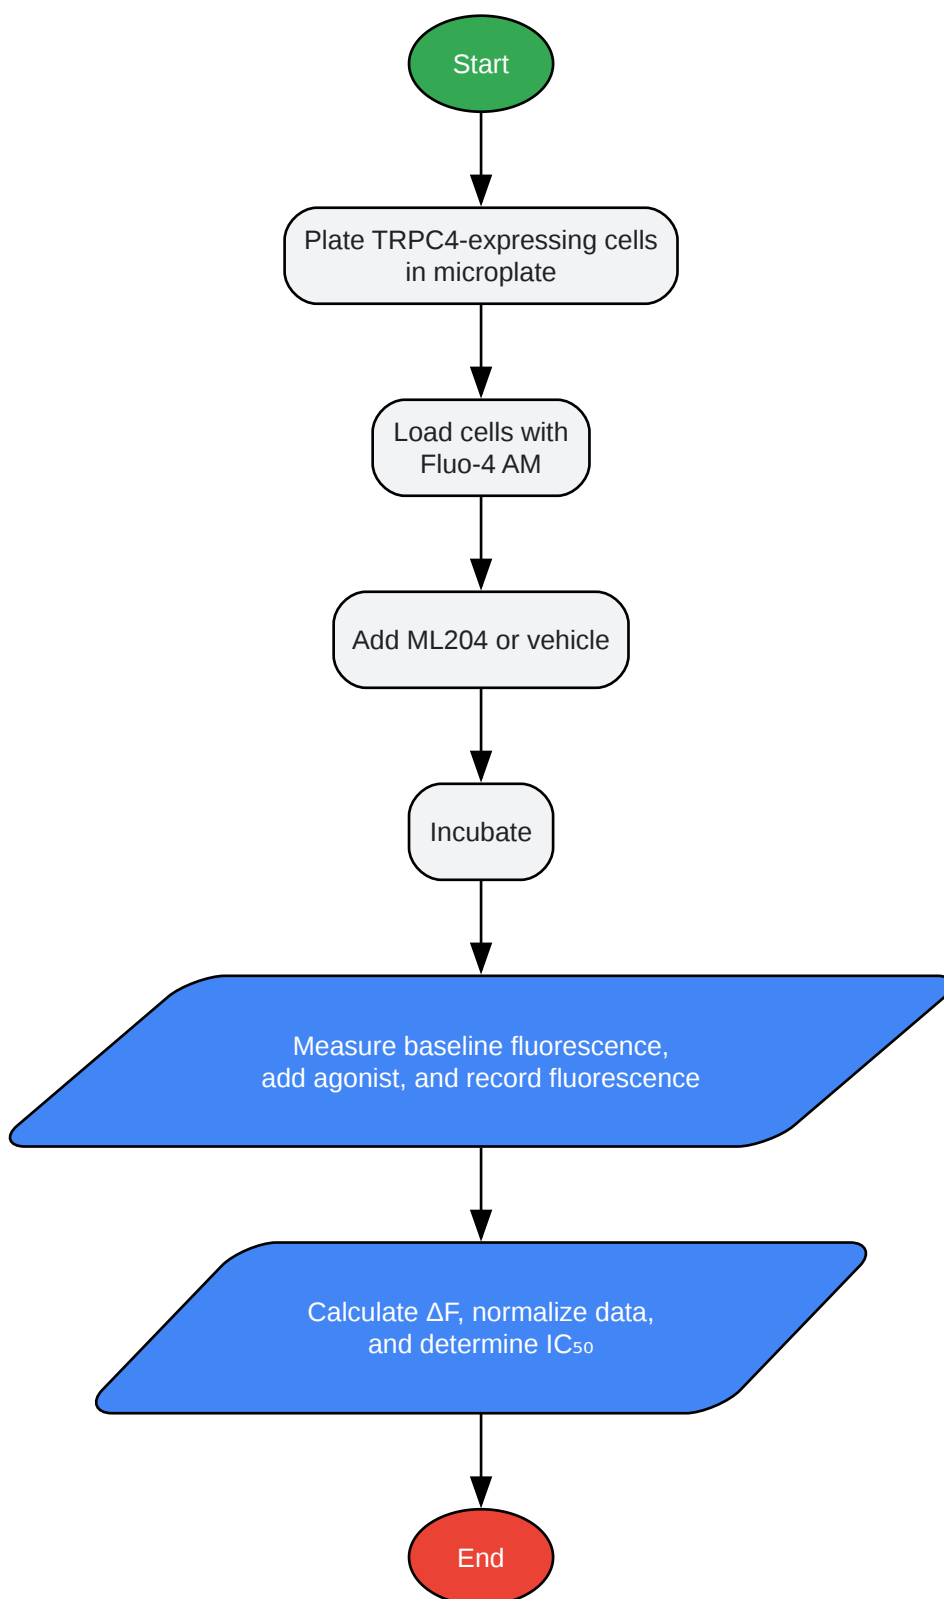 Start
Plate TRPC4-expressing cells
in microplate
Load cells with
Fluo-4 AM
Add ML204 or vehicle
Incubate
Measure baseline fluorescence,
add agonist, and record fluorescence
Calculate ΔF, normalize data,
and determine IC₅₀
End